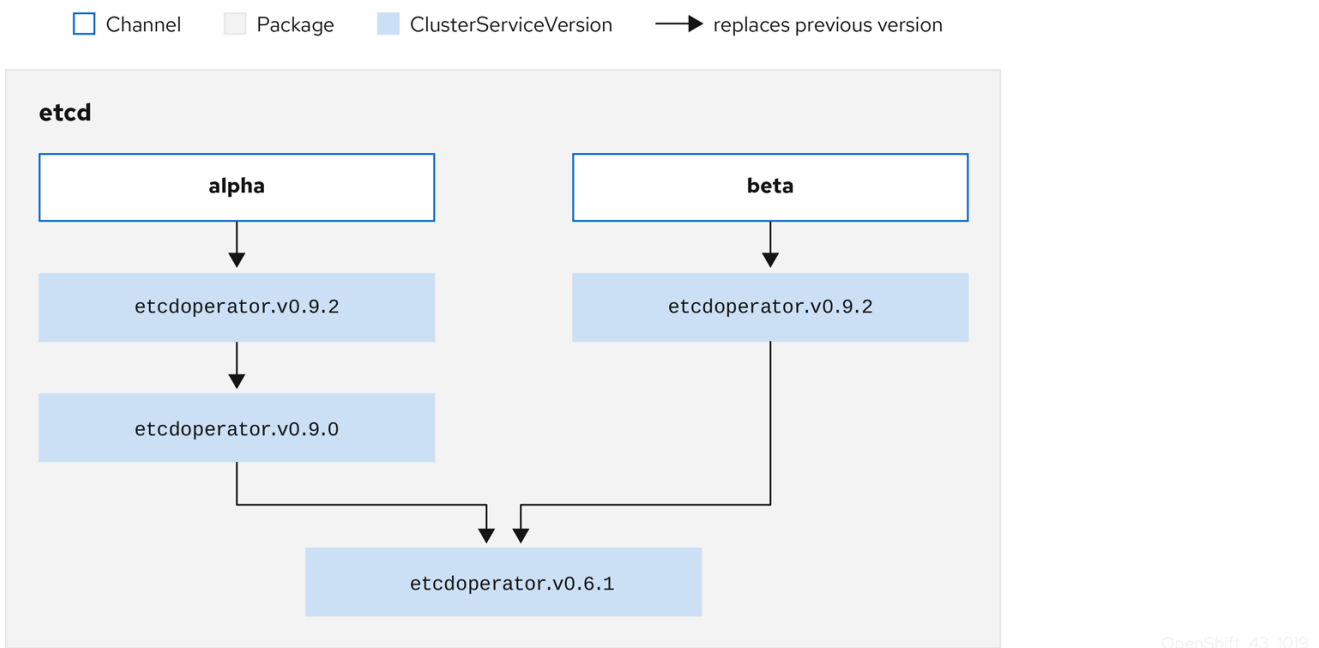 Channel Package ClusterServiceVersion replaces previous version
etcd
alpha beta
etcdoperator.v0.9.2 etcdoperator.v0.9.2
etcdoperator.v0.9.0
etcdoperator.v0.6.1
OpenShift_43_1019